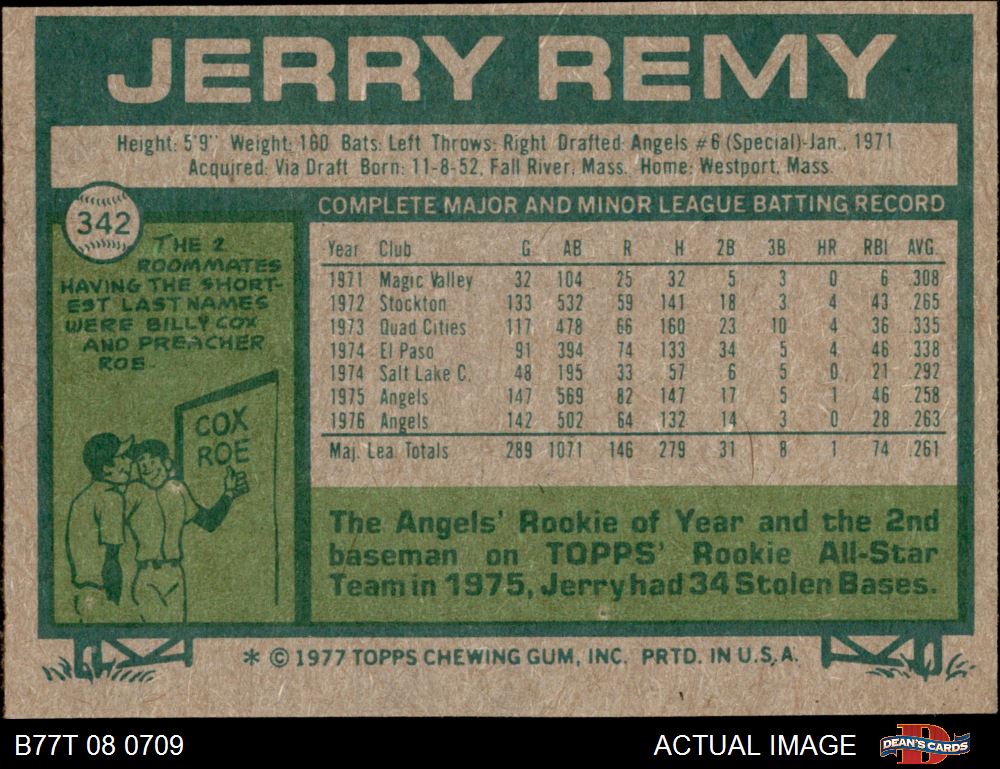 JERRY REMY
Height: 5'9" Weight: 160 Bats: Left Throws: Right Drafted: Angels #6 (Special)-Jan., 1971
Acquired: Via Draft Born: 11-8-52, Fall River, Mass. Home: Westport, Mass.
342
THE 2
ROOMMATES
HAVING THE SHORT-
EST LAST NAMES
WERE BILLY COX
AND PREACHER
ROE.
COX
ROE
COMPLETE MAJOR AND MINOR LEAGUE BATTING RECORD
Year Club G AB R H 2B 3B HR RBI AVG.
1971 Magic Valley 32 104 25 32 5 3 0 6 .308
1972 Stockton 133 532 59 141 18 3 4 43 .265
1973 Quad Cities 117 478 66 160 23 10 4 36 .335
1974 El Paso 91 394 74 133 34 5 4 46 .338
1974 Salt Lake C. 48 195 33 57 6 5 0 21 .292
1975 Angels 147 569 82 147 17 5 1 46 .258
1976 Angels 142 502 64 132 14 3 0 28 .263
Maj. Lea. Totals 289 1071 146 279 31 8 1 74 .261
The Angels' Rookie of Year and the 2nd
baseman on TOPPS' Rookie All-Star
Team in 1975, Jerry had 34 Stolen Bases.
* © 1977 TOPPS CHEWING GUM, INC. PRTD. IN U.S.A.
B77T 08 0709 ACTUAL IMAGE DEAN'S CARDS